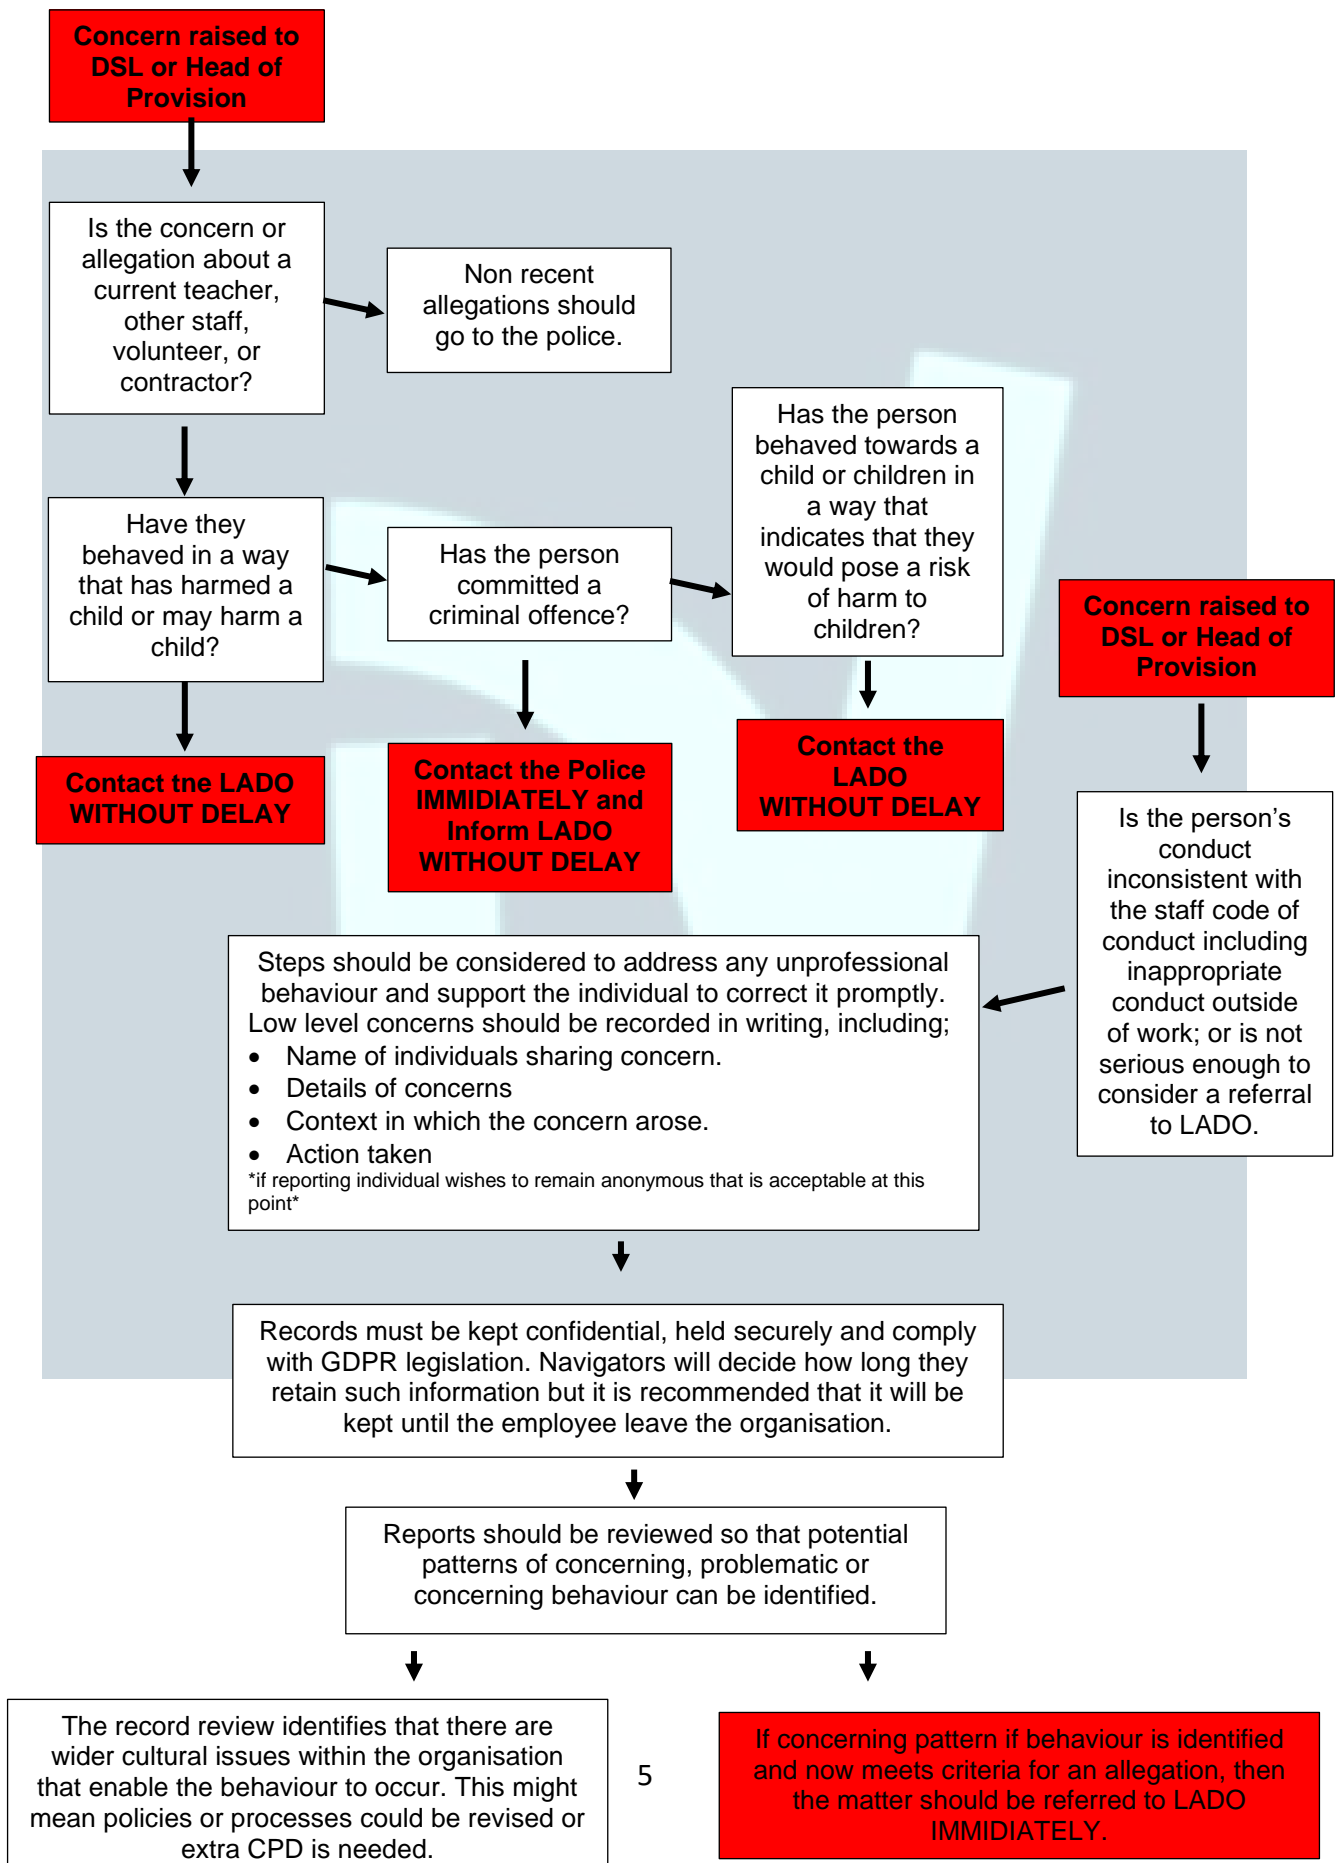 Concern raised to
DSL or Head of
Provision
Is the concern or
allegation about a
current teacher,
other staff,
volunteer, or
contractor?
Non recent
allegations should
go to the police.
Have they
behaved in a way
that has harmed a
child or may harm a
child?
Has the person
committed a
criminal offence?
Has the person
behaved towards a
child or children in
a way that
indicates that they
would pose a risk
of harm to
children?
Contact tne LADO
WITHOUT DELAY
Contact the Police
IMMIDIATELY and
Inform LADO
WITHOUT DELAY
Contact the
LADO
WITHOUT DELAY
Concern raised to
DSL or Head of
Provision
Is the person’s
conduct
inconsistent with
the staff code of
conduct including
inappropriate
conduct outside
of work; or is not
serious enough to
consider a referral
to LADO.
Steps should be considered to address any unprofessional
behaviour and support the individual to correct it promptly.
Low level concerns should be recorded in writing, including;
• Name of individuals sharing concern.
• Details of concerns
• Context in which the concern arose.
• Action taken
*if reporting individual wishes to remain anonymous that is acceptable at this
point*
Records must be kept confidential, held securely and comply
with GDPR legislation. Navigators will decide how long they
retain such information but it is recommended that it will be
kept until the employee leave the organisation.
Reports should be reviewed so that potential
patterns of concerning, problematic or
concerning behaviour can be identified.
The record review identifies that there are
wider cultural issues within the organisation
that enable the behaviour to occur. This might
mean policies or processes could be revised or
extra CPD is needed.
5
If concerning pattern if behaviour is identified
and now meets criteria for an allegation, then
the matter should be referred to LADO
IMMIDIATELY.